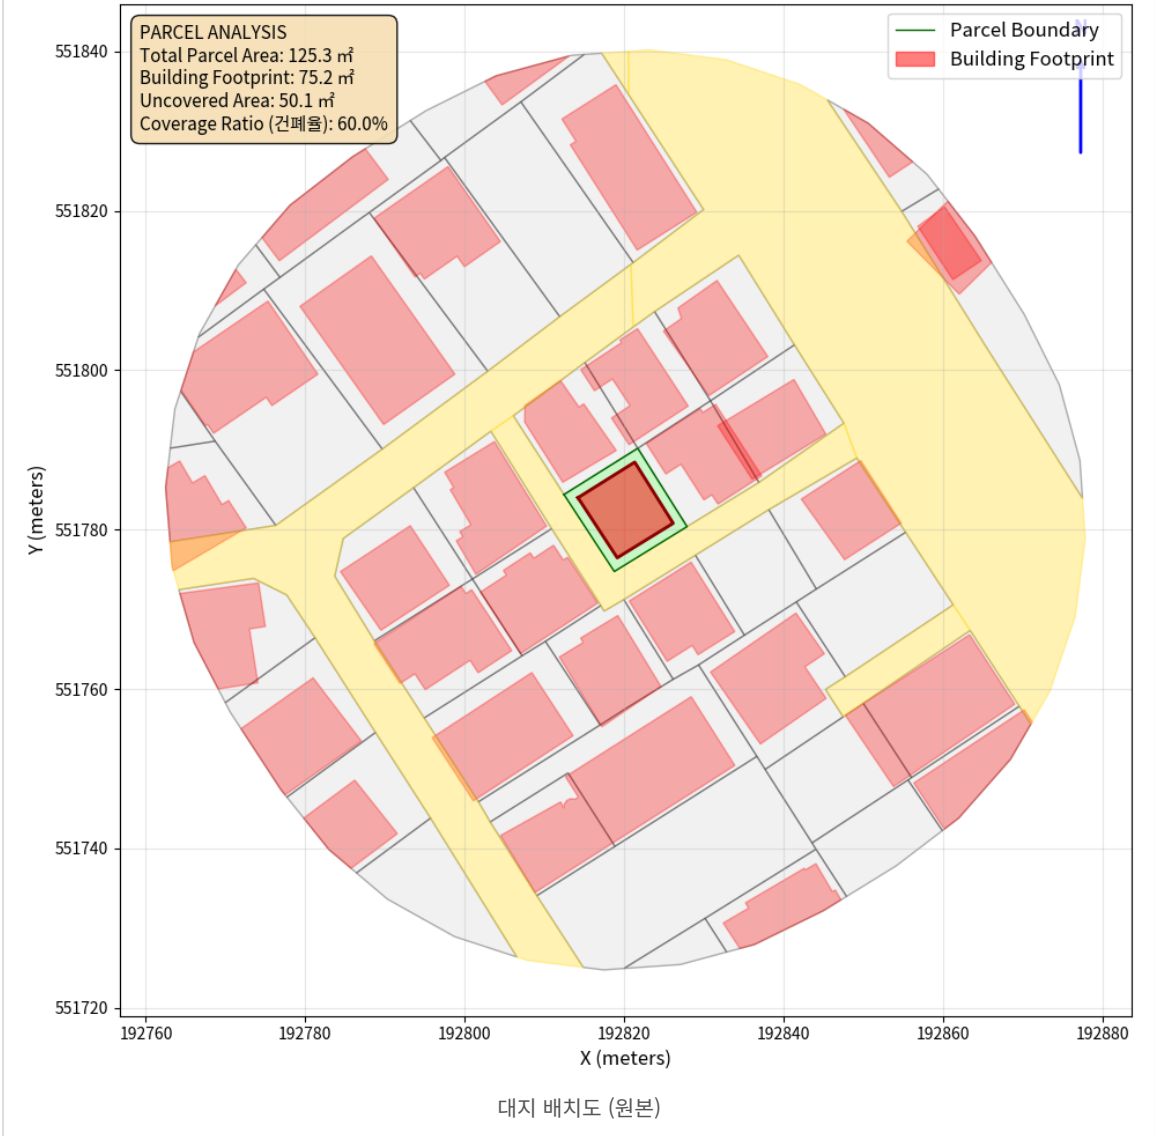 PARCEL ANALYSIS
Total Parcel Area: 125.3 ㎡
Building Footprint: 75.2 ㎡
Uncovered Area: 50.1 ㎡
Coverage Ratio (건폐율): 60.0%
N
Parcel Boundary
Building Footprint
Y (meters)
551840
551820
551800
551780
551760
551740
551720
192760 192780 192800 192820 192840 192860 192880
X (meters)
대지 배치도 (원본)